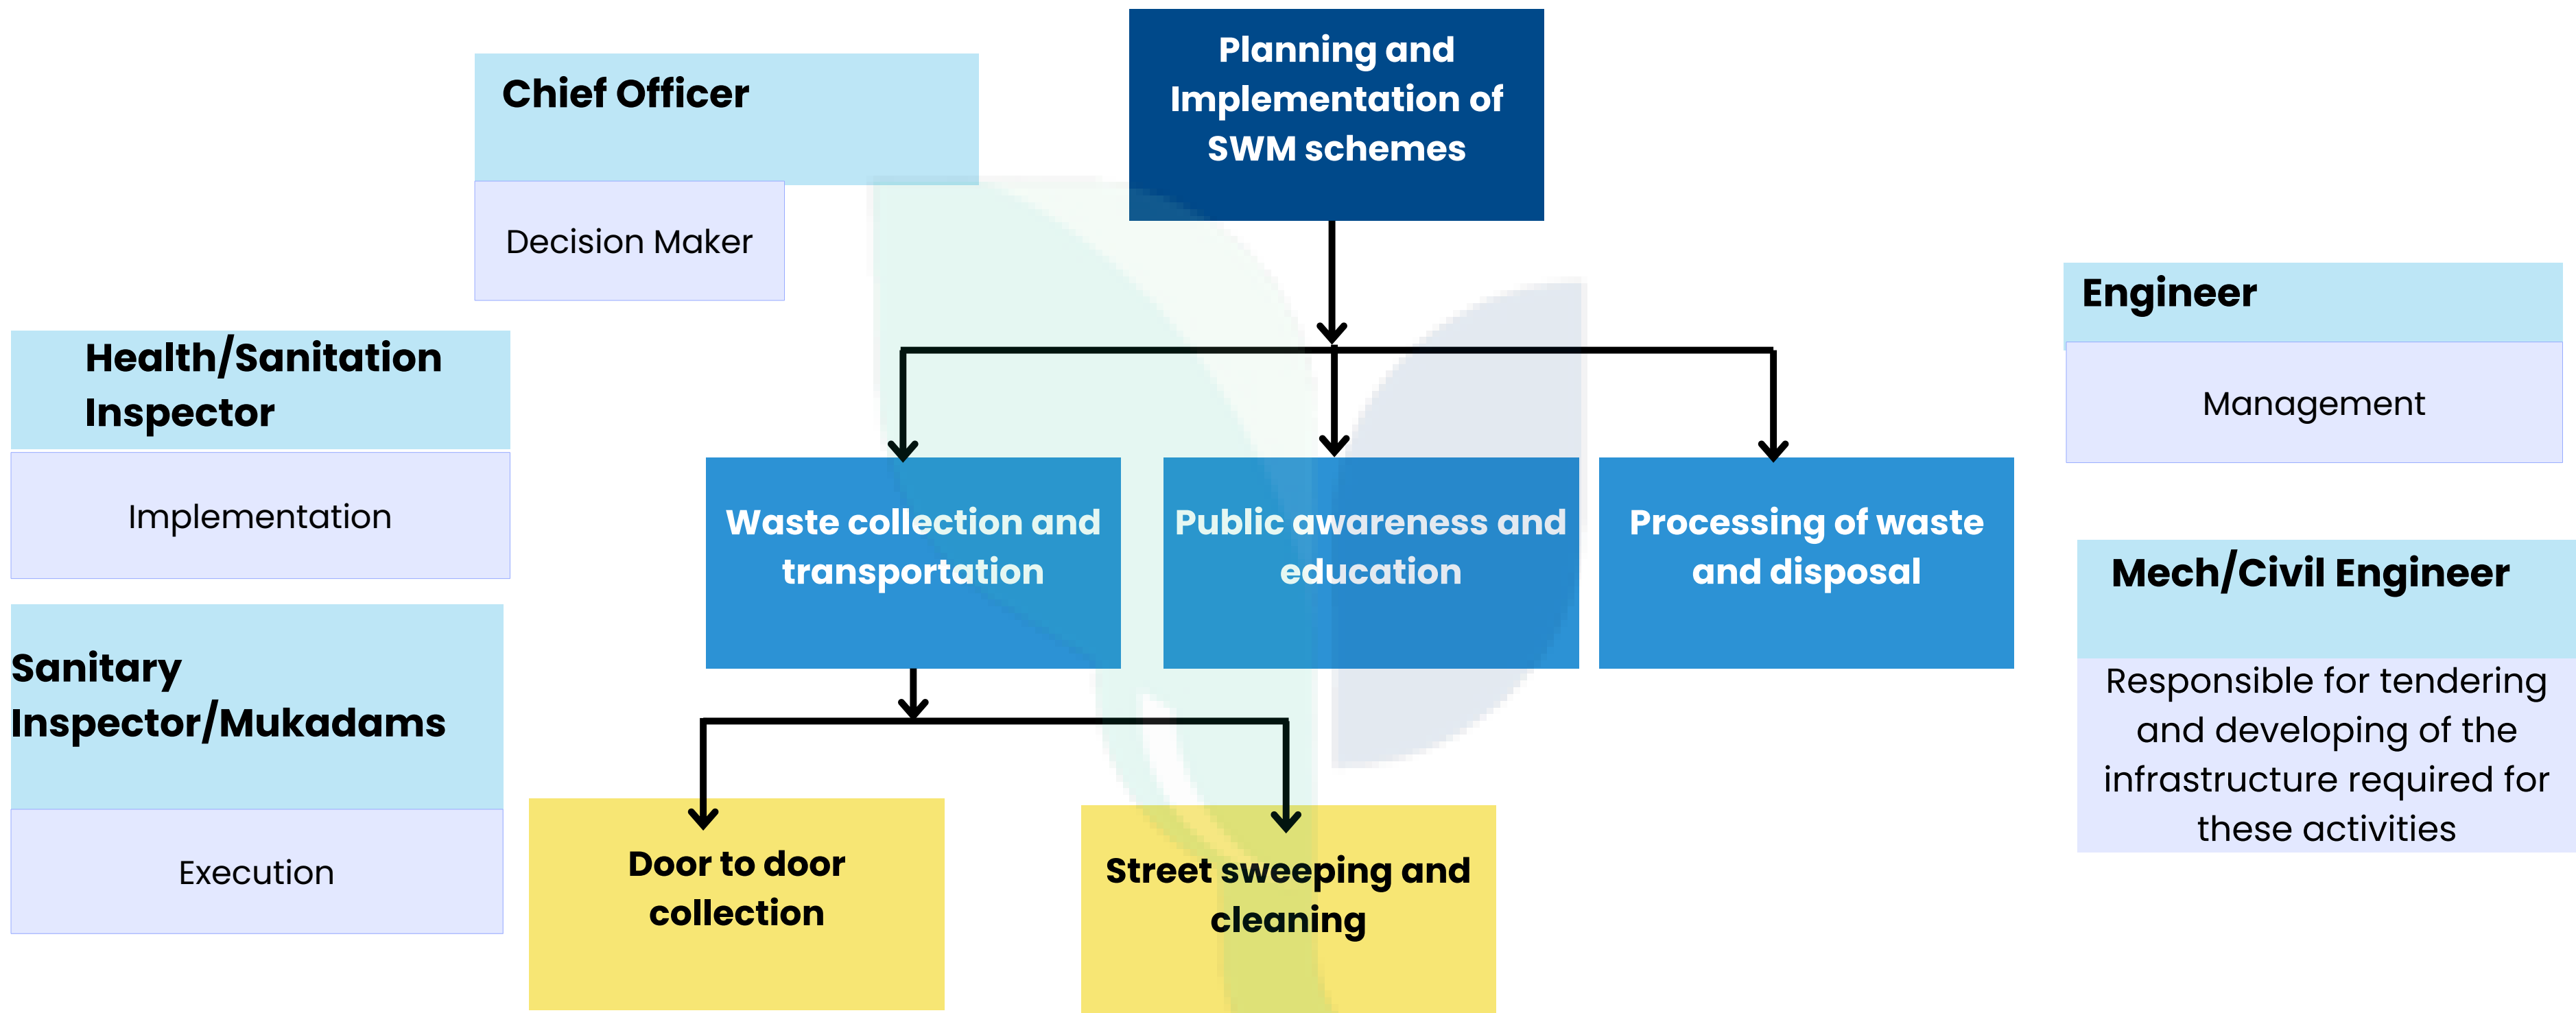 Planning and
Implementation of
SWM schemes
Chief Officer
Decision Maker
Engineer
Management
Health/Sanitation
Inspector
Implementation
Waste collection and
transportation
Public awareness and
education
Processing of waste
and disposal
Mech/Civil Engineer
Responsible for tendering
and developing of the
infrastructure required for
these activities
Sanitary
Inspector/Mukadams
Execution
Door to door
collection
Street sweeping and
cleaning